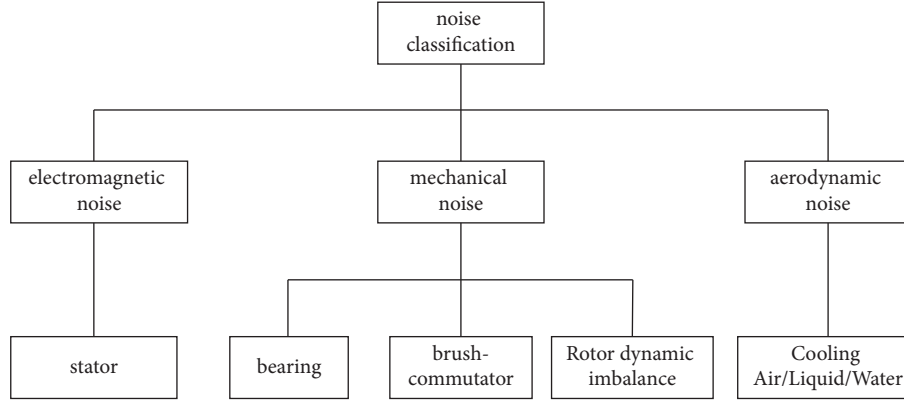 noise
classification
electromagnetic
noise
mechanical
noise
aerodynamic
noise
stator
bearing
brush-
commutator
Rotor dynamic
imbalance
Cooling
Air/Liquid/Water